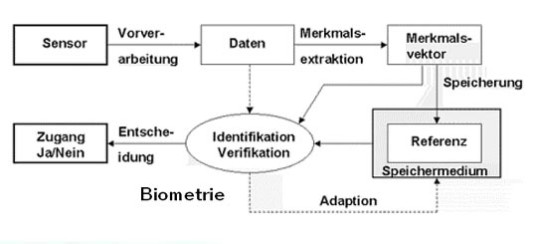 Sensor
Vorver-
arbeitung
Daten
Merkmals-
extraktion
Merkmals-
vektor
Speicherung
Zugang
Ja/Nein
Entsche-
idung
Identifikation
Verifikation
Referenz
Speichermedium
Biometrie
Adaption